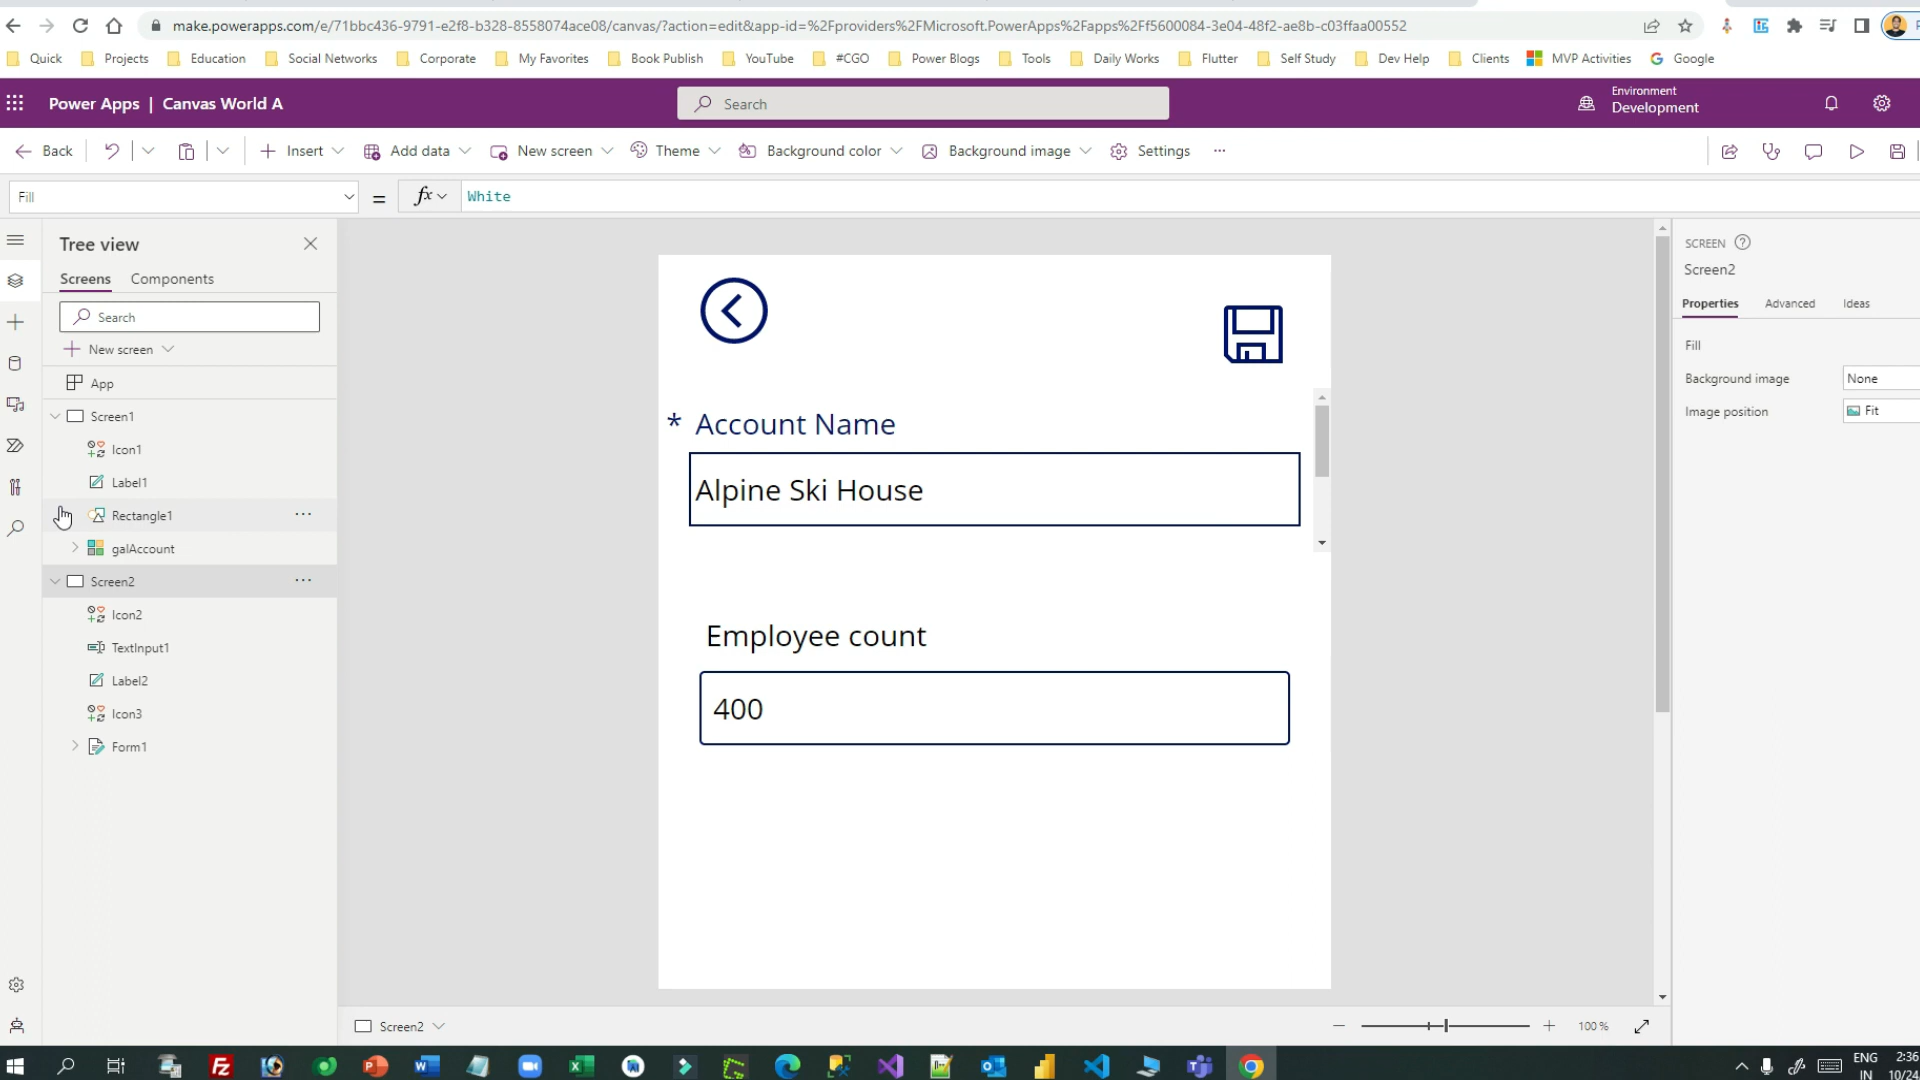 make.powerapps.com/e/71bbc436-9791-e2f8-b328-8558074ace08/canvas/?action=edit&app-id=%2Fproviders%2FMicrosoft.PowerApps%2Fapps%2Ff5600084-3e04-48f2-ae8b-c03ffaa00552
Quick Projects Education Social Networks Corporate My Favorites Book Publish YouTube #CGO Power Blogs Tools Daily Works Flutter Self Study Dev Help Clients MVP Activities Google
Power Apps | Canvas World A
Search
Environment
Development
Back Insert Add data New screen Theme Background color Background image Settings ...
Fill = fx White
Tree view
Screens Components
Search
New screen
App
Screen1
Icon1
Label1
Rectangle1 ...
galAccount
Screen2 ...
Icon2
TextInput1
Label2
Icon3
Form1
* Account Name
Alpine Ski House
Employee count
400
SCREEN
Screen2
Properties Advanced Ideas
Fill
Background image None
Image position Fit
Screen2
100 %
ENG
IN
2:36
10/24